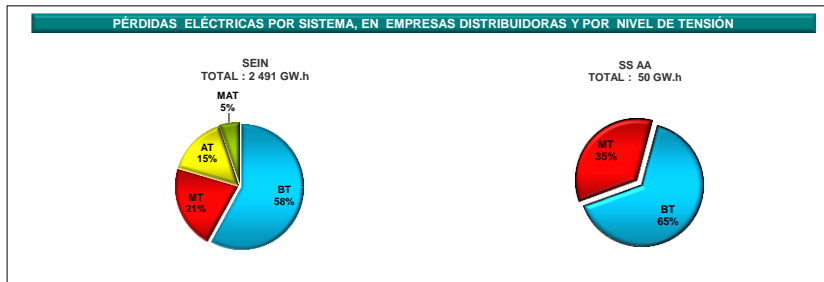 PÉRDIDAS ELÉCTRICAS POR SISTEMA, EN EMPRESAS DISTRIBUIDORAS Y POR NIVEL DE TENSIÓN
SEIN
TOTAL : 2 491 GW.h
MAT
5%
AT
15%
MT
21%
BT
58%
SS AA
TOTAL : 50 GW.h
MT
35%
BT
65%